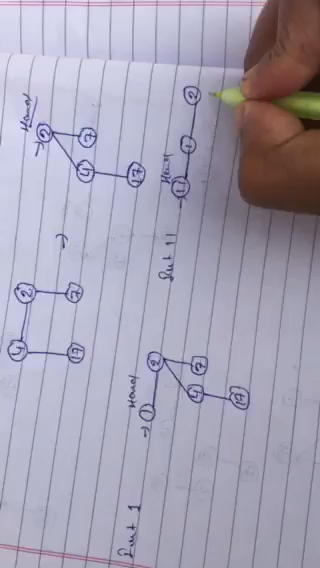 4 2
17 7
→
Head
→ 2
4 7
17
Insert 1
Head
→ 1 2
4 7
17
Insert 11
Head
→ 11 1 2